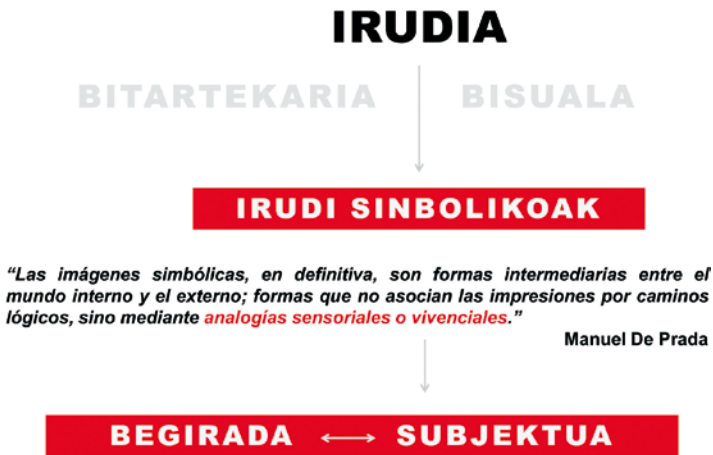 IRUDIA
BITARTEKARIA BISUALA
IRUDI SINBOLIKOAK
“Las imágenes simbólicas, en definitiva, son formas intermediarias entre el
mundo interno y el externo; formas que no asocian las impresiones por caminos
lógicos, sino mediante analogías sensoriales o vivenciales.”
Manuel De Prada
BEGIRADA ⟷ SUBJEKTUA